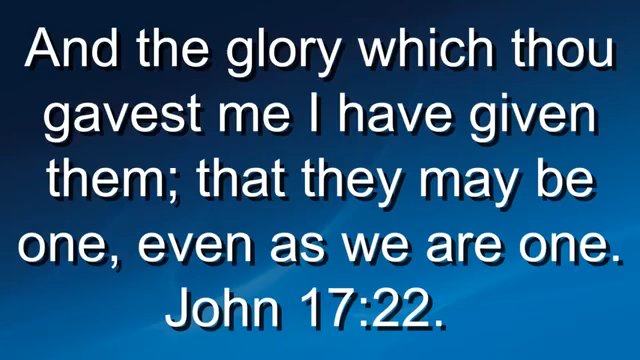 And the glory which thou
gavest me I have given
them; that they may be
one, even as we are one.
John 17:22.